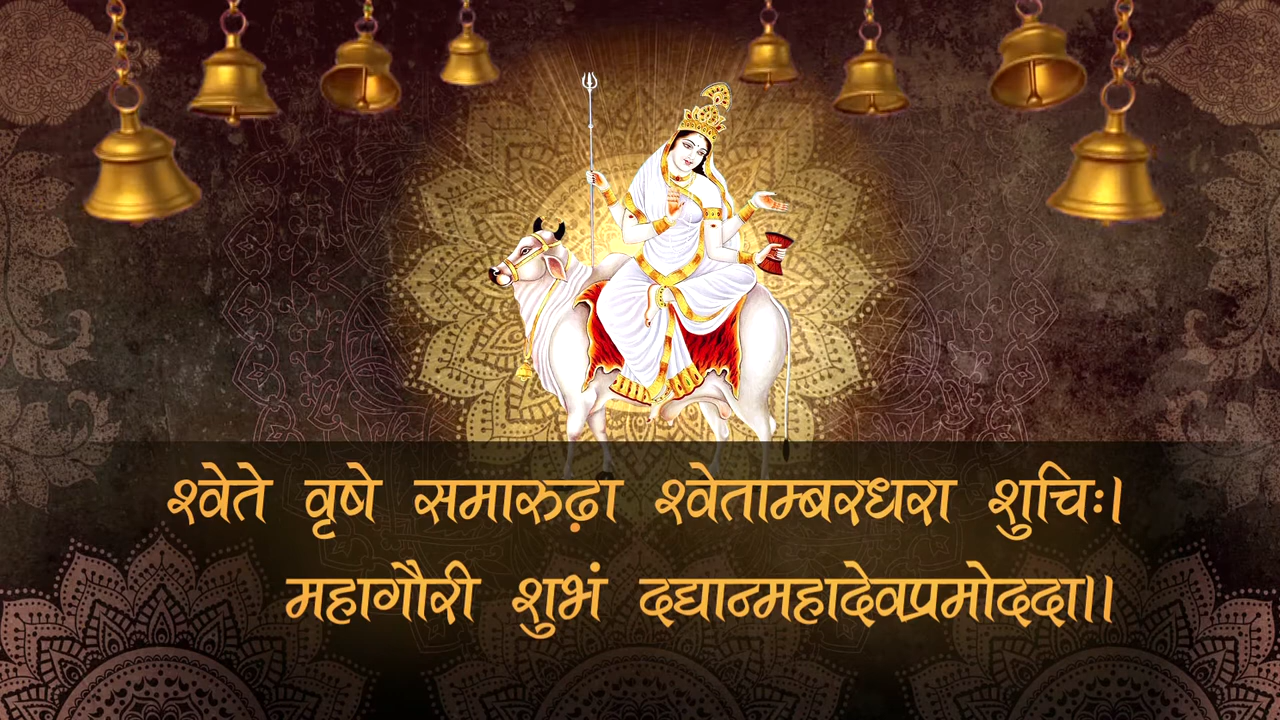 श्वेते वृषे समारुढ़ा श्वेताम्बरधरा शुचिः।
महागौरी शुभं दद्यान्महादेवप्रमोददा।।